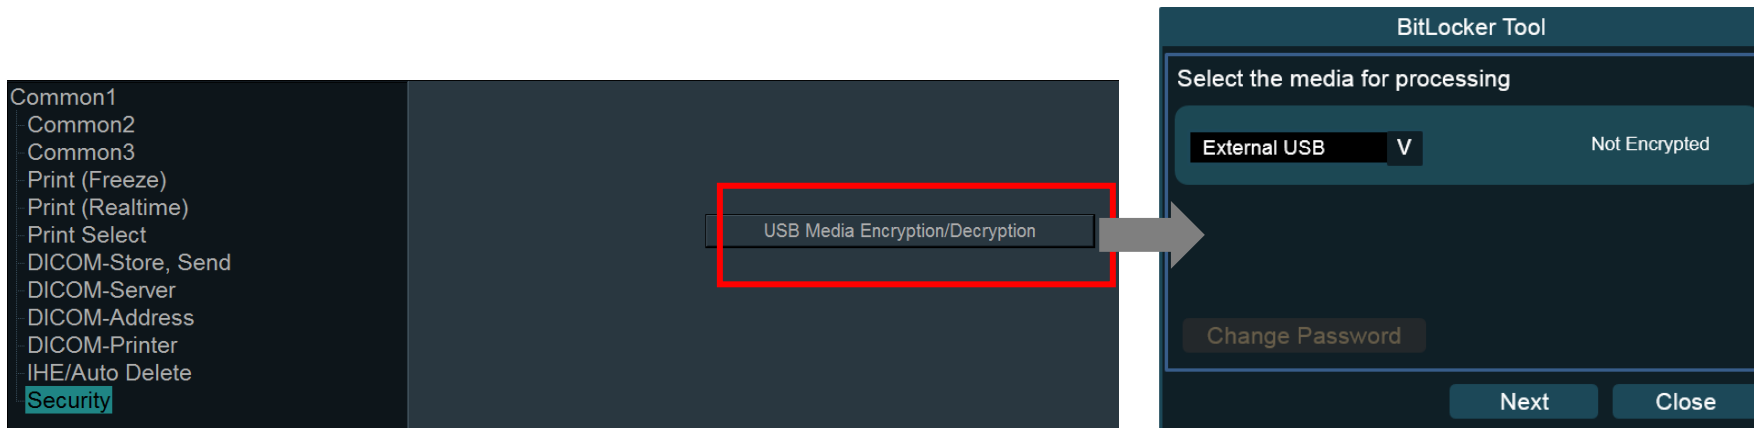 Common1
Common2
Common3
Print (Freeze)
Print (Realtime)
Print Select
DICOM-Store, Send
DICOM-Server
DICOM-Address
DICOM-Printer
IHE/Auto Delete
Security
USB Media Encryption/Decryption
BitLocker Tool
Select the media for processing
External USB V Not Encrypted
Change Password
Next Close